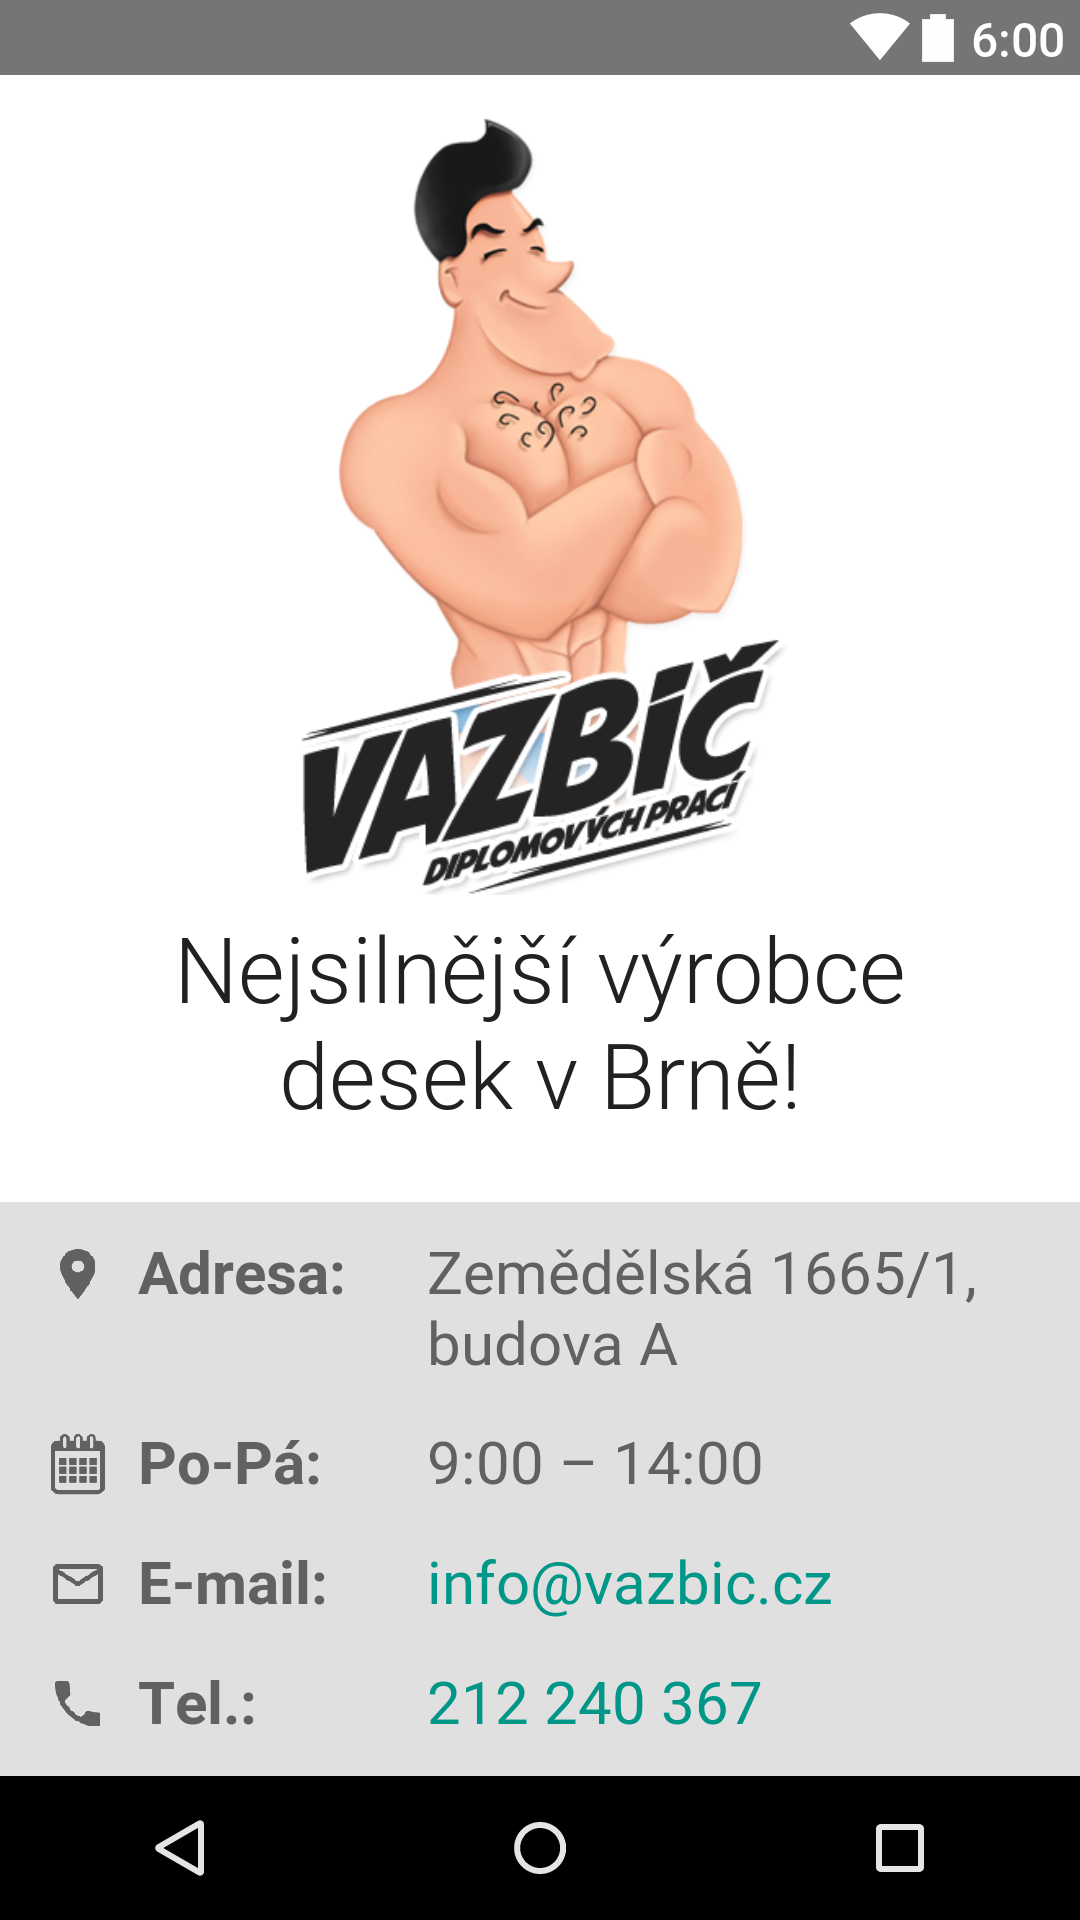 6:00
VAZBIČ
DIPLOMOVÝCH PRACÍ
Nejsilnější výrobce
desek v Brně!
Adresa: Zemědělská 1665/1,
budova A
Po-Pá: 9:00 – 14:00
E-mail: info@vazbic.cz
Tel.: 212 240 367